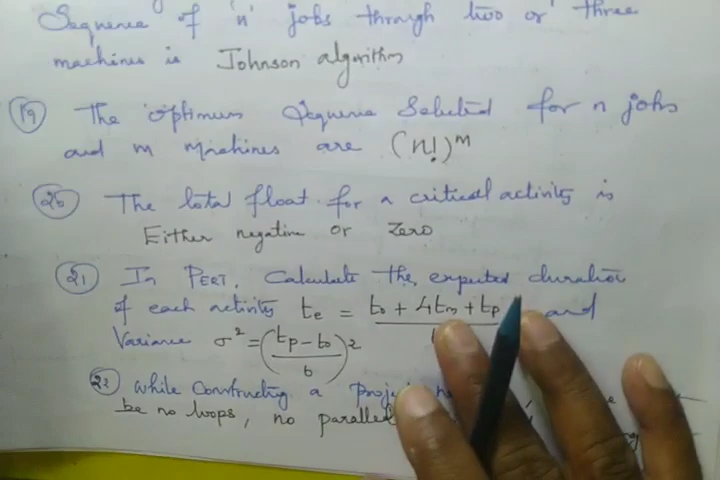 Sequence of 'n' jobs through two or three
machines is Johnson algorithm
19 The optimum sequence selected for n jobs
and m machines are (n!)^m
20 The total float for a critical activity is
Either negative or zero
21 In PERT, Calculate the, expected duration
of each activity te = to + 4tm + tp and
Variance σ² = (tp - to / 6)²
22 While constructing a
be no loops, no parallel